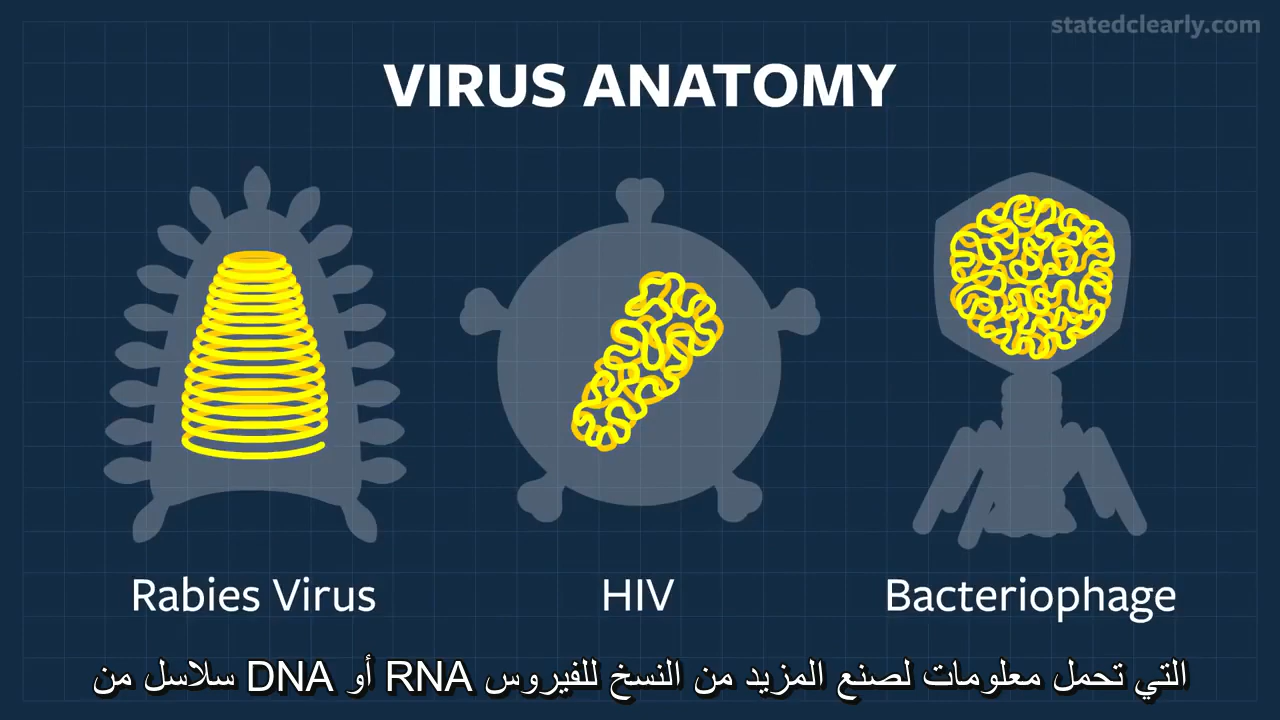 statedclearly.com
VIRUS ANATOMY
Rabies Virus
HIV
Bacteriophage
سلاسل من DNA أو RNA التي تحمل معلومات لصنع المزيد من النسخ للفيروس